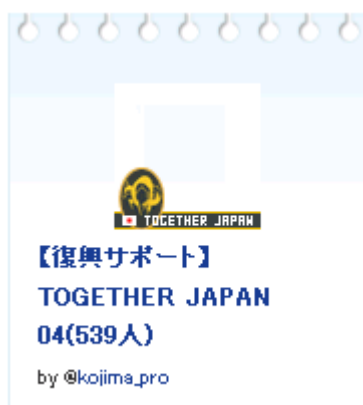 TOGETHER JAPAN
【復興サポート】
TOGETHER JAPAN
04(539人)
by @kojima_pro